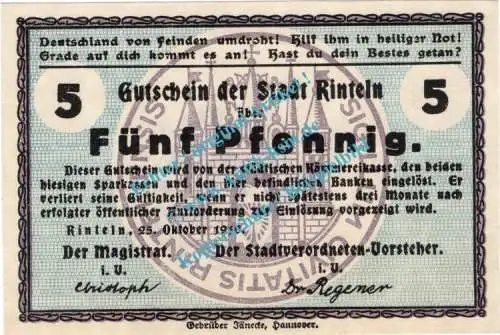 Deutschland von Feinden umdroht! Hilf ihm in heiliger Not!
Grade auf dich kommt es an! Hast du dein Bestes getan?
5 Gutschein der Stadt Rinteln 5
über
Fünf Pfennig.
Dieser Gutschein wird von der städtischen Kämmereikasse, den beiden
hiesigen Sparkassen und den hier befindlichen Banken eingelöst. Er
verliert seine Gültigkeit, wenn er nicht spätestens drei Monate nach
erfolgter öffentlicher Aufforderung zur Einlösung vorgezeigt wird.
Rinteln, 25. Oktober 1920.
Der Magistrat. Der Stadtverordneten-Vorsteher.
i. V. i. V.
Christoph Dr Regener
Gebrüder Jänecke, Hannover.